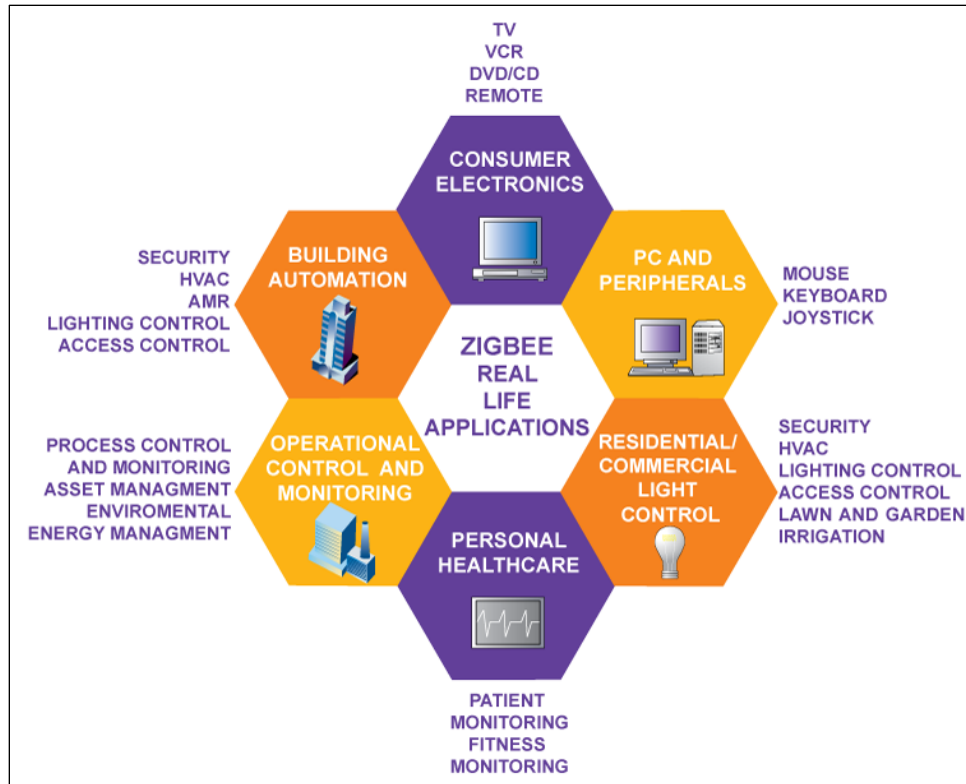 TV
VCR
DVD/CD
REMOTE
CONSUMER
ELECTRONICS
BUILDING
AUTOMATION
SECURITY
HVAC
AMR
LIGHTING CONTROL
ACCESS CONTROL
PC AND
PERIPHERALS
MOUSE
KEYBOARD
JOYSTICK
ZIGBEE
REAL
LIFE
APPLICATIONS
PROCESS CONTROL
AND MONITORING
ASSET MANAGMENT
ENVIROMENTAL
ENERGY MANAGMENT
OPERATIONAL
CONTROL AND
MONITORING
RESIDENTIAL/
COMMERCIAL
LIGHT
CONTROL
SECURITY
HVAC
LIGHTING CONTROL
ACCESS CONTROL
LAWN AND GARDEN
IRRIGATION
PERSONAL
HEALTHCARE
PATIENT
MONITORING
FITNESS
MONITORING